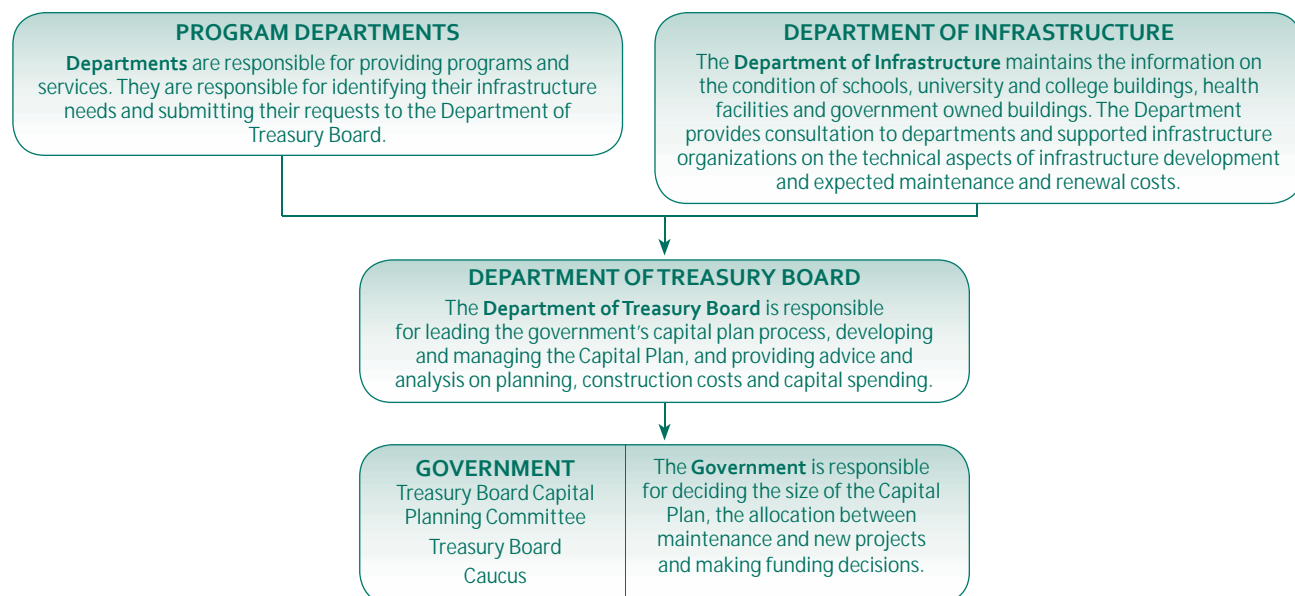 PROGRAM DEPARTMENTS
Departments are responsible for providing programs and
services. They are responsible for identifying their infrastructure
needs and submitting their requests to the Department of
Treasury Board.
DEPARTMENT OF INFRASTRUCTURE
The Department of Infrastructure maintains the information on
the condition of schools, university and college buildings, health
facilities and government owned buildings. The Department
provides consultation to departments and supported infrastructure
organizations on the technical aspects of infrastructure development
and expected maintenance and renewal costs.
DEPARTMENT OF TREASURY BOARD
The Department of Treasury Board is responsible
for leading the government's capital plan process, developing
and managing the Capital Plan, and providing advice and
analysis on planning, construction costs and capital spending.
GOVERNMENT
Treasury Board Capital
Planning Committee
Treasury Board
Caucus
The Government is responsible
for deciding the size of the Capital
Plan, the allocation between
maintenance and new projects
and making funding decisions.